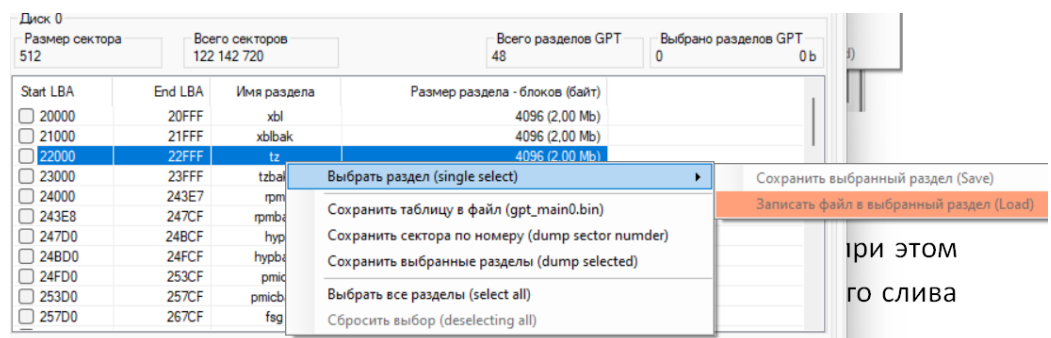 Диск 0
Размер сектора Всего секторов Всего разделов GPT Выбрано разделов GPT
512 122 142 720 48 0 0 b
Start LBA End LBA Имя раздела Размер раздела - блоков (байт)
20000 20FFF xbl 4096 (2,00 Mb)
21000 21FFF xblbak 4096 (2,00 Mb)
22000 22FFF tz 4096 (2,00 Mb)
23000 23FFF
24000 243E7
243E8 247CF
247D0 24BCF
24BD0 24FCF
24FD0 253CF
253D0 257CF
257D0 267CF fsg
Выбрать раздел (single select)
Сохранить таблицу в файл (gpt_main0.bin)
Сохранить сектора по номеру (dump sector numder)
Сохранить выбранные разделы (dump selected)
Выбрать все разделы (select all)
Сбросить выбор (deselecting all)
Сохранить выбранный раздел (Save)
Записать файл в выбранный раздел (Load)
при этом
слива